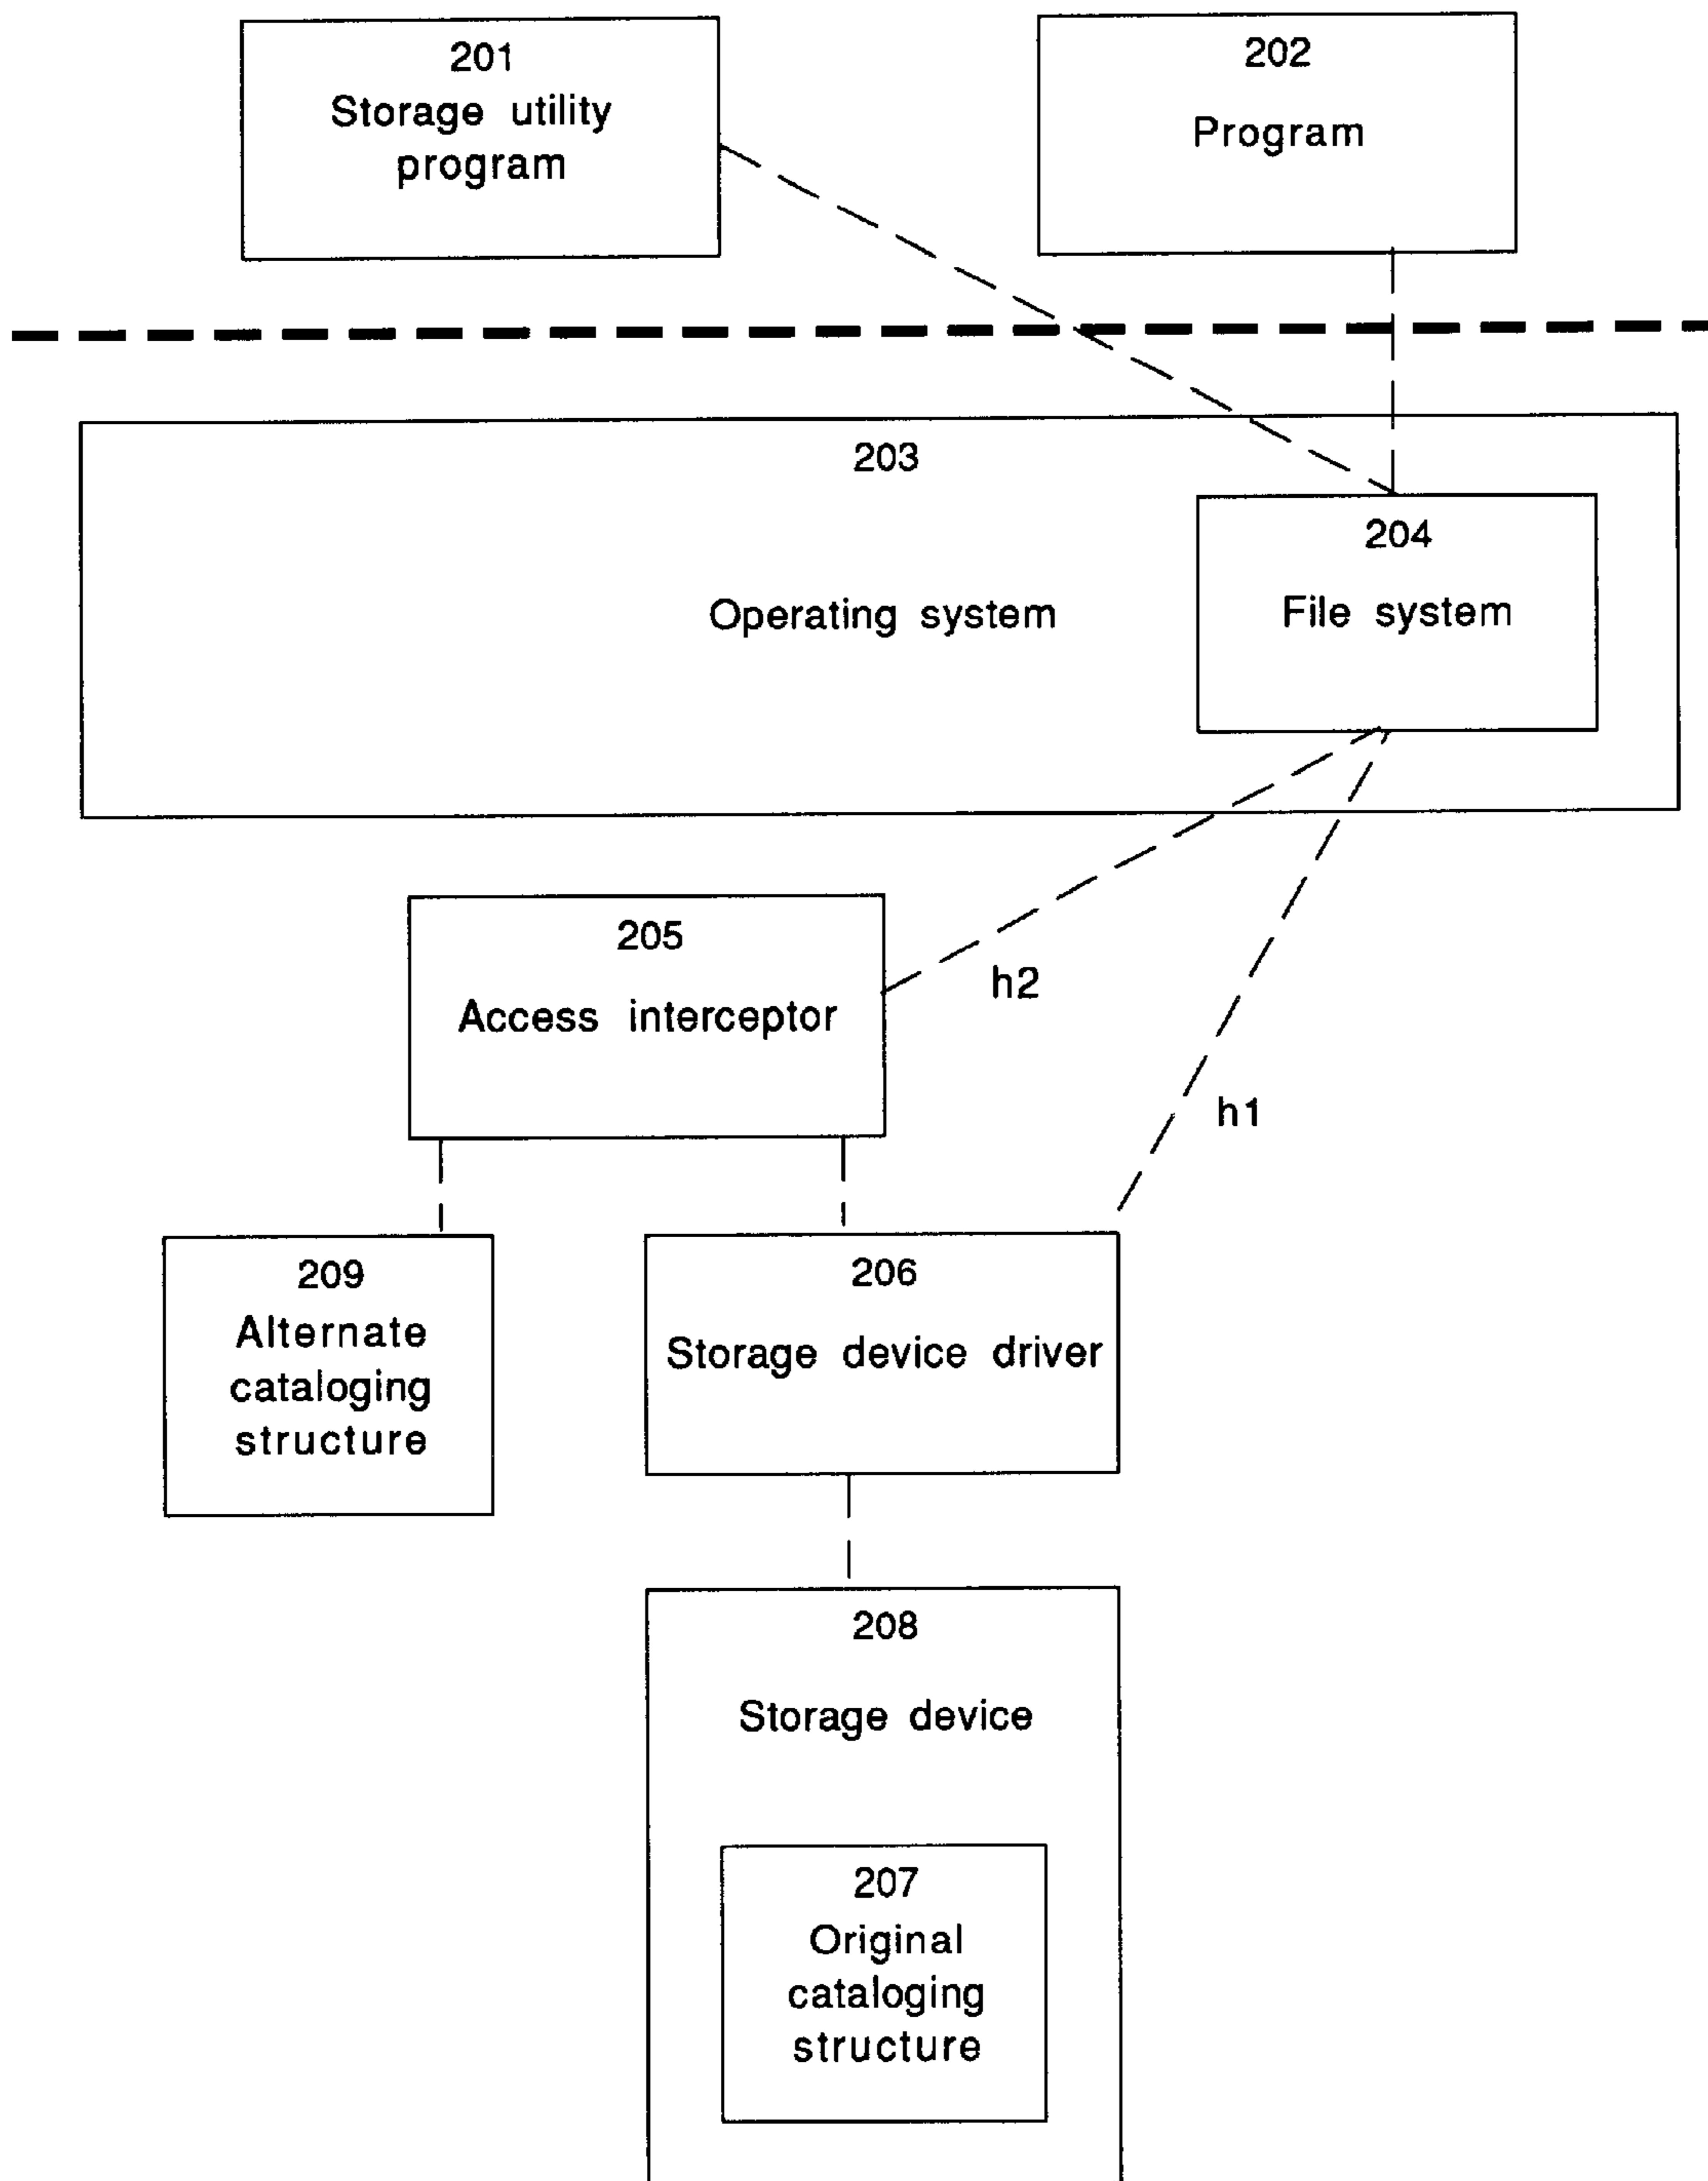 201
Storage utility
program
202
Program
203
Operating system
204
File system
205
Access interceptor
h2
h1
209
Alternate
cataloging
structure
206
Storage device driver
208
Storage device
207
Original
cataloging
structure